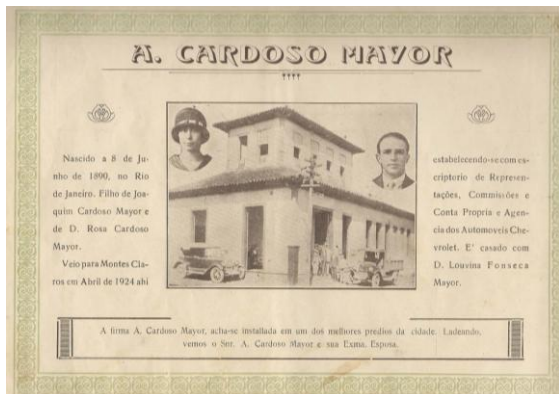 A. CARDOSO MAYOR
Nascido a 8 de Ju-
nho de 1890, no Rio
de Janeiro. Filho de Joa-
quim Cardoso Mayor e
de D. Rosa Cardoso
Mayor.
Veio para Montes Cla-
ros em Abril de 1924 ahi
estabelecendo-se com es-
criptorio de Represen-
tações, Commissões e
Conta Propria e Agen-
cia dos Automoveis Che-
vrolet. E' casado com
D. Louvina Fonseca
Mayor.
A firma A. Cardoso Mayor, acha-se installada em um dos melhores predios da cidade. Ladeando,
vemos o Snr. A. Cardoso Mayor e sua Exma. Esposa.